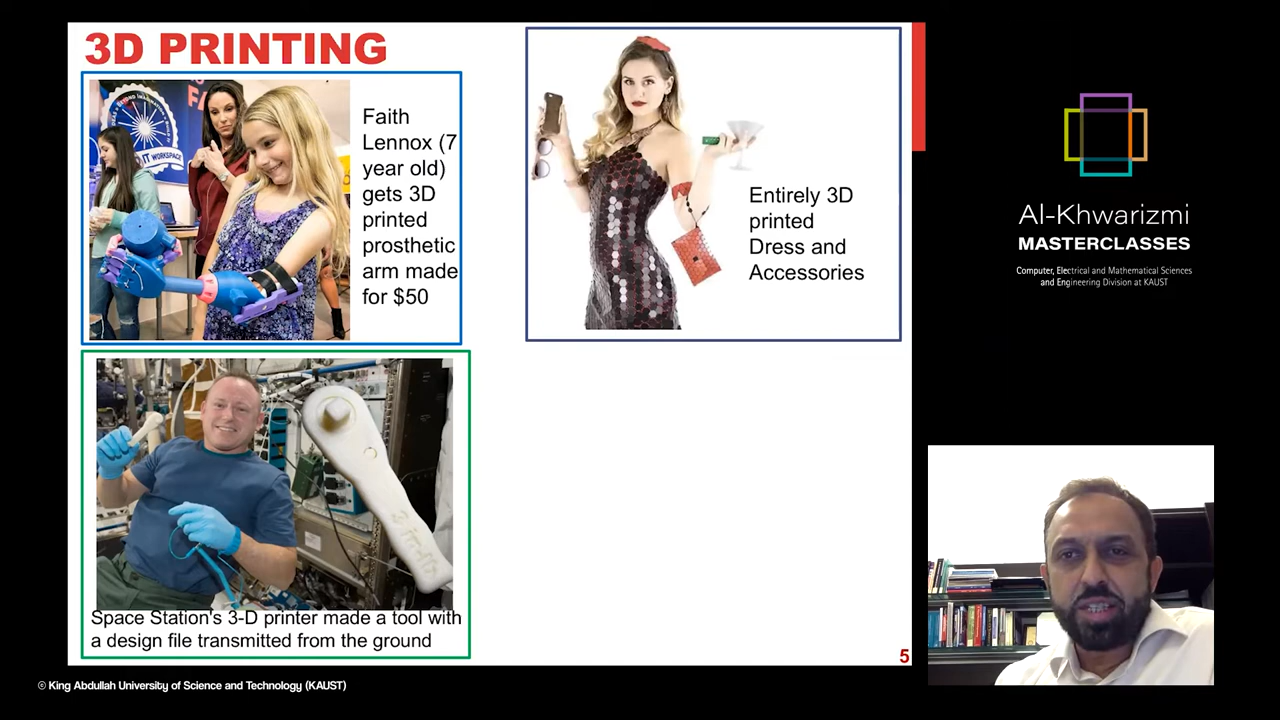 3D PRINTING
Faith
Lennox (7
year old)
gets 3D
printed
prosthetic
arm made
for $50
IT WORKSPACE
Entirely 3D
printed
Dress and
Accessories
Space Station's 3-D printer made a tool with
a design file transmitted from the ground
5
Al-Khwarizmi
MASTERCLASSES
Computer, Electrical and Mathematical Sciences
and Engineering Division at KAUST
© King Abdullah University of Science and Technology (KAUST)